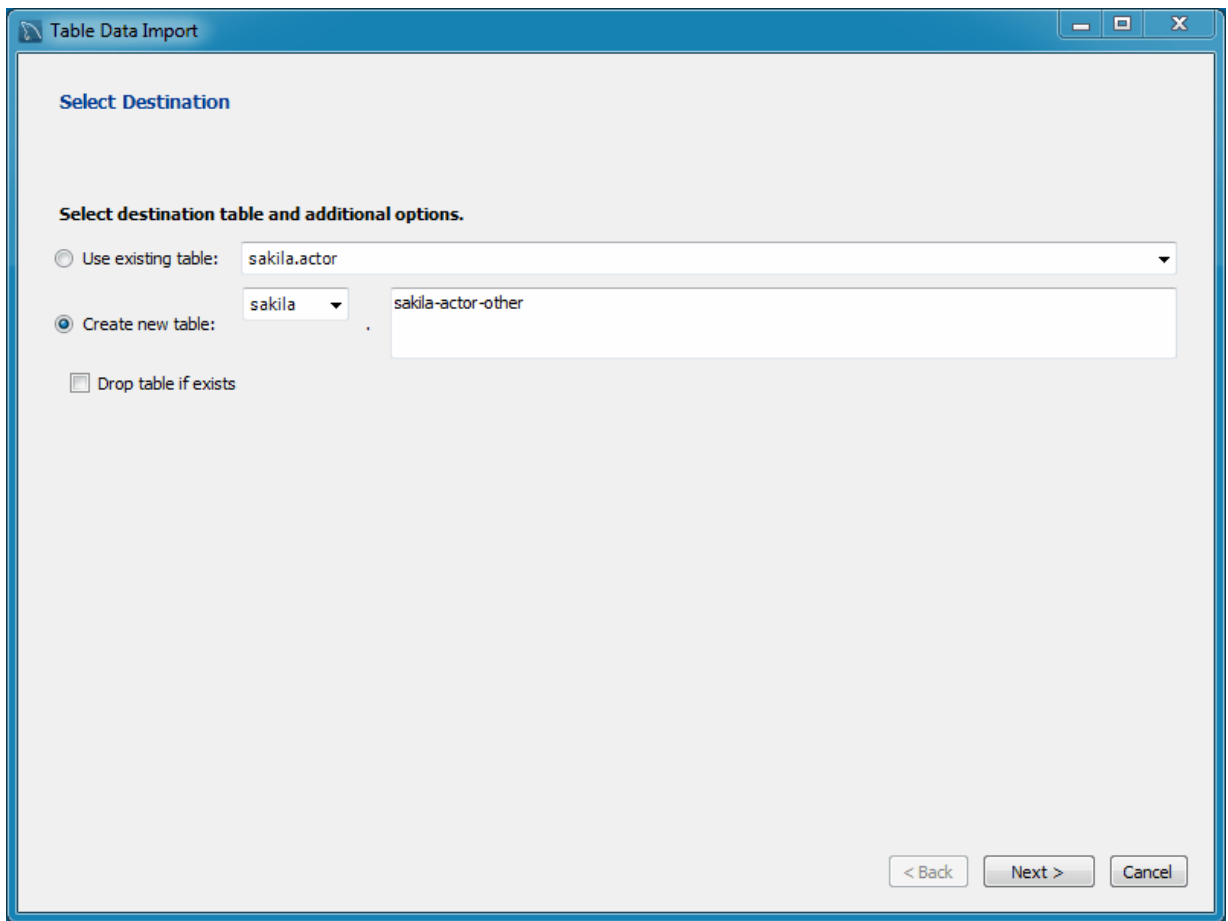 Table Data Import
Select Destination
Select destination table and additional options.
Use existing table: sakila.actor
Create new table: sakila . sakila-actor-other
Drop table if exists
< Back Next > Cancel